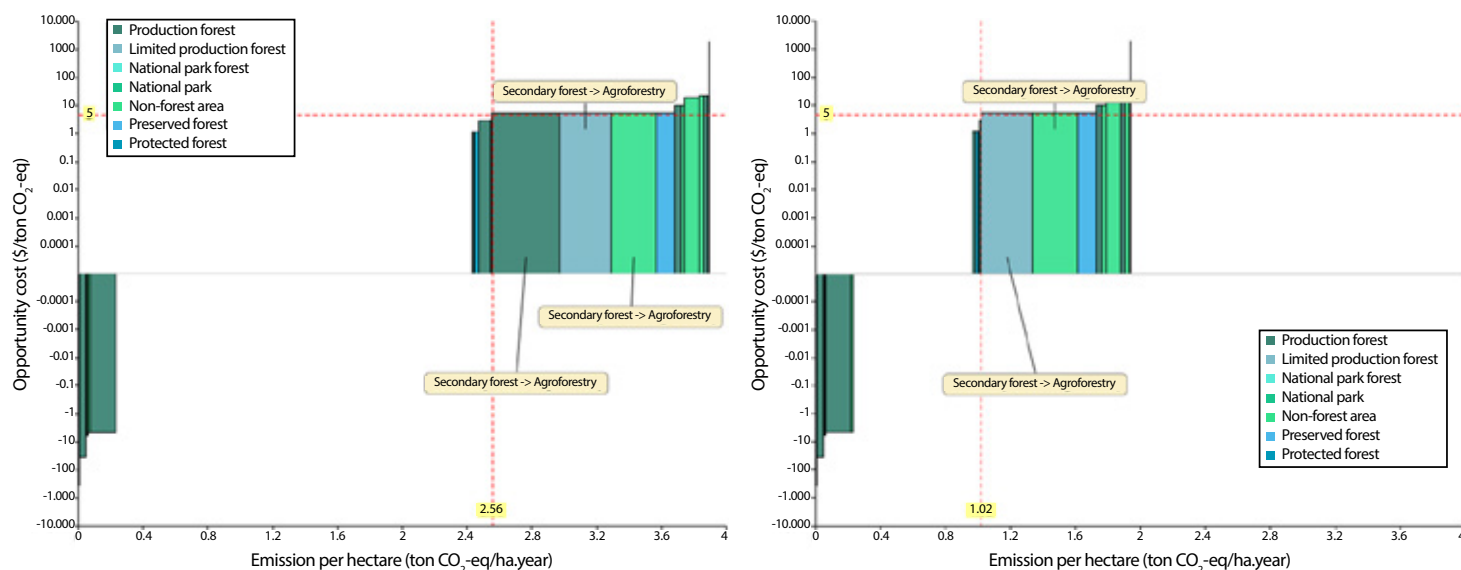 10.000
1000
100
10
1
0.1
0.01
0.001
0.0001
-0.0001
-0.001
-0.01
-0.1
-1
-10
-100
-1.000
-10.000
Opportunity cost ($/ton CO2-eq)
5
Production forest
Limited production forest
National park forest
National park
Non-forest area
Preserved forest
Protected forest
Secondary forest -> Agroforestry
Secondary forest -> Agroforestry
Secondary forest -> Agroforestry
2.56
0 0.4 0.8 1.2 1.6 2 2.4 2.8 3.2 3.6 4
Emission per hectare (ton CO2-eq/ha.year)
10.000
1000
100
10
1
0.1
0.01
0.001
0.0001
-0.0001
-0.001
-0.01
-0.1
-1
-10
-100
-1.000
-10.000
Opportunity cost ($/ton CO2-eq)
5
Secondary forest -> Agroforestry
Secondary forest -> Agroforestry
Production forest
Limited production forest
National park forest
National park
Non-forest area
Preserved forest
Protected forest
1.02
0 0.4 0.8 1.2 1.6 2 2.4 2.8 3.2 3.6 4
Emission per hectare (ton CO2-eq/ha.year)